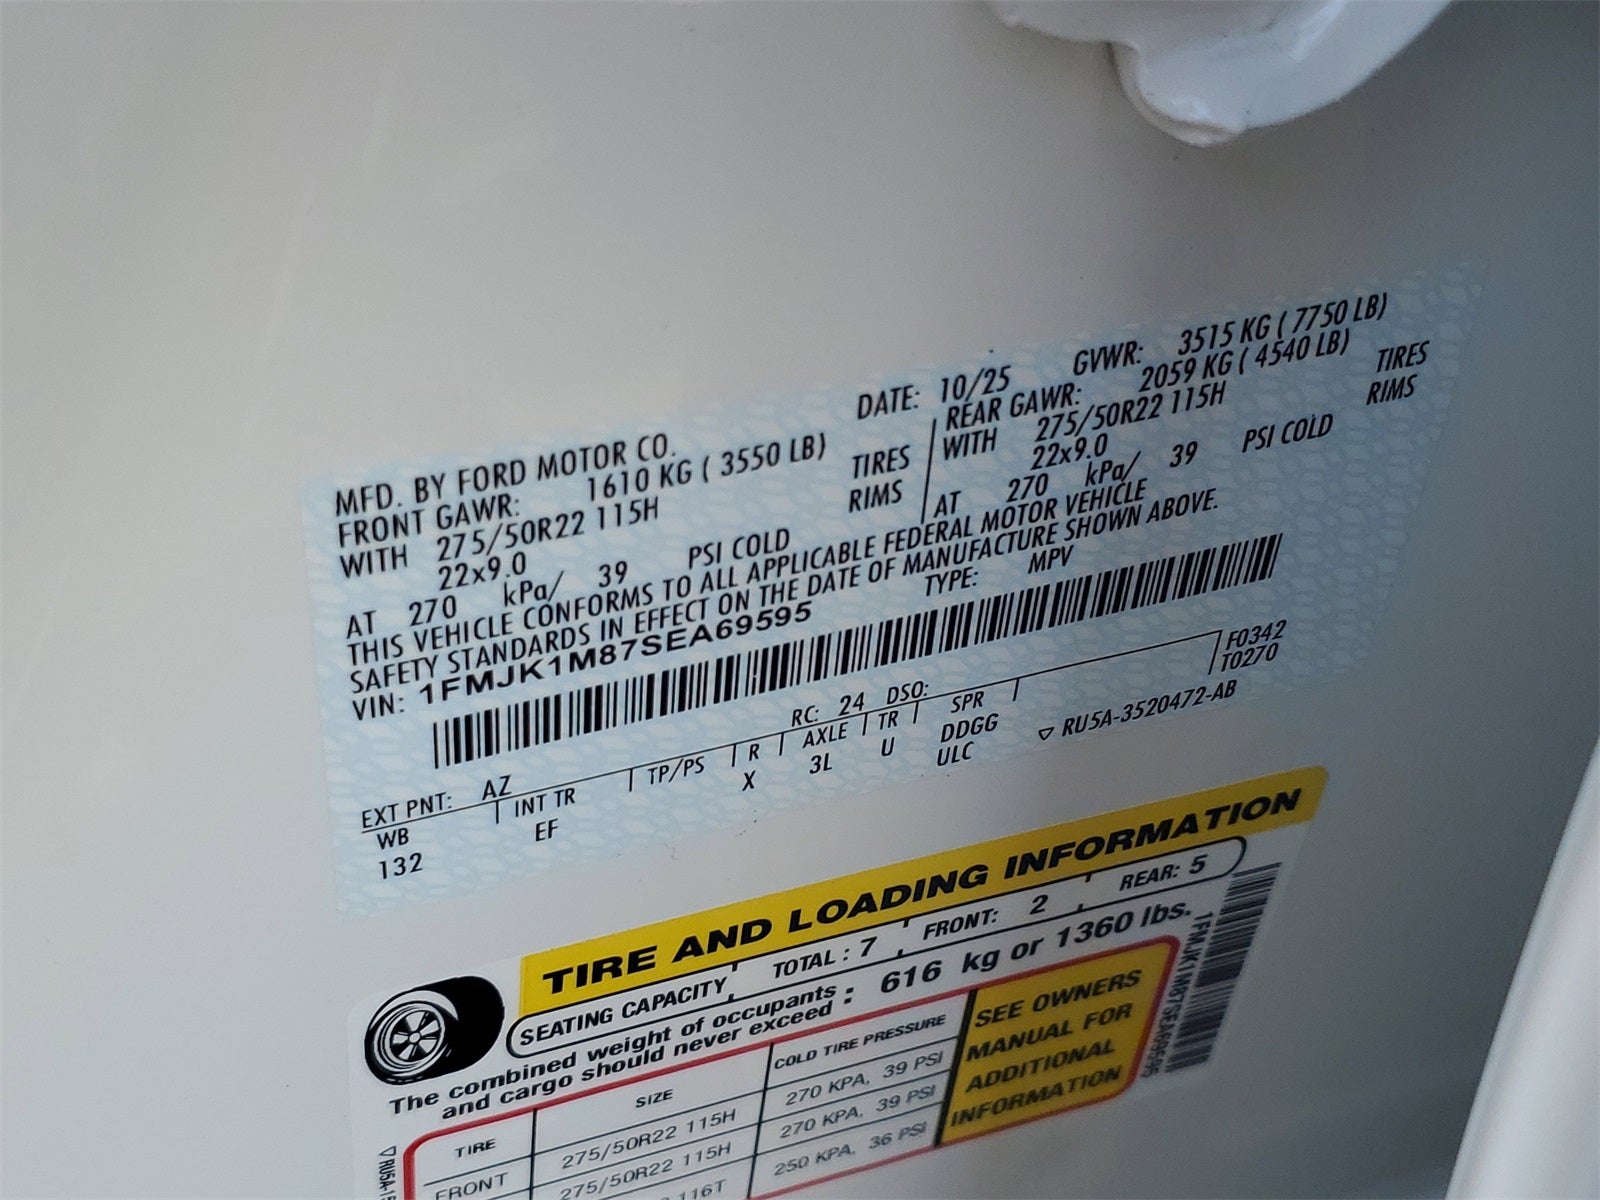 MFD. BY FORD MOTOR CO.
DATE: 10/25 GVWR: 3515 KG ( 7750 LB)
FRONT GAWR: 1610 KG ( 3550 LB)
REAR GAWR: 2059 KG ( 4540 LB)
WITH 275/50R22 115H TIRES
WITH 275/50R22 115H TIRES
22x9.0 RIMS
22x9.0 RIMS
AT 270 kPa/ 39 PSI COLD
AT 270 kPa/ 39 PSI COLD
THIS VEHICLE CONFORMS TO ALL APPLICABLE FEDERAL MOTOR VEHICLE
SAFETY STANDARDS IN EFFECT ON THE DATE OF MANUFACTURE SHOWN ABOVE.
VIN: 1FMJK1M87SEA69595 TYPE: MPV
F0342
T0270
EXT PNT: AZ RC: 24 DSO:
WB INT TR TP/PS R AXLE TR SPR
132 EF X 3L U DDGG
ULC
RU5A-3520472-AB
TIRE AND LOADING INFORMATION
SEATING CAPACITY TOTAL : 7 FRONT: 2 REAR: 5
The combined weight of occupants
and cargo should never exceed : 616 kg or 1360 lbs.
TIRE SIZE COLD TIRE PRESSURE
FRONT 275/50R22 115H 270 KPA, 39 PSI
275/50R22 115H 270 KPA, 39 PSI
116T 250 KPA, 36 PSI
SEE OWNERS
MANUAL FOR
ADDITIONAL
INFORMATION
1FMJK1M87SEA69595